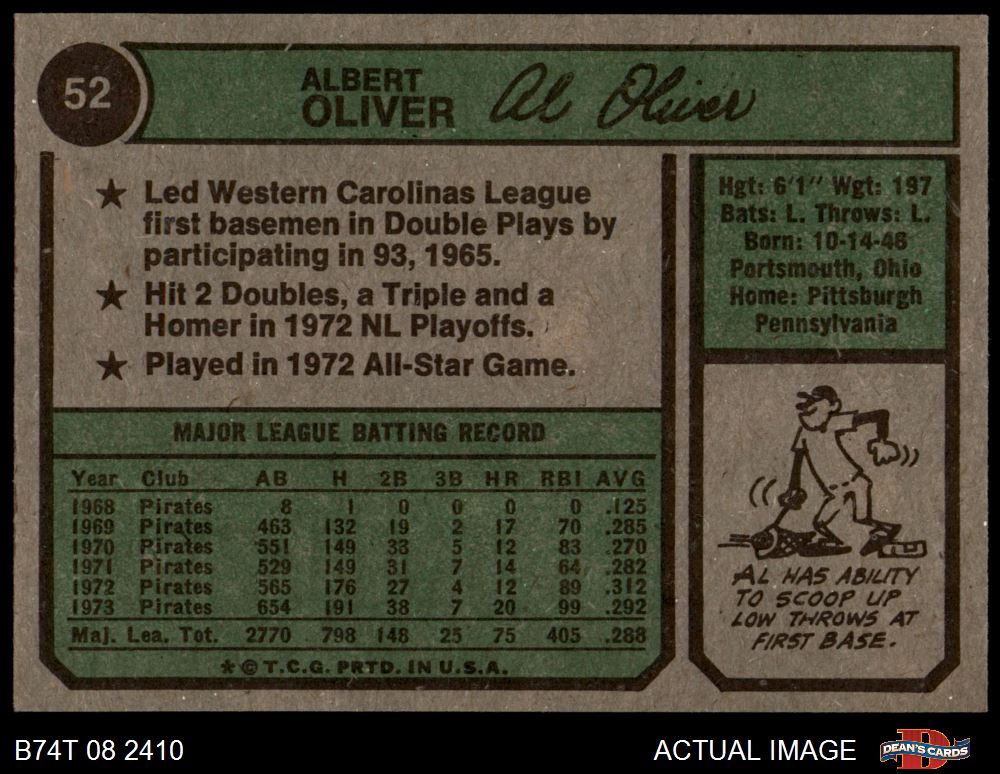 52
ALBERT
OLIVER
Al Oliver
★ Led Western Carolinas League
first basemen in Double Plays by
participating in 93, 1965.
★ Hit 2 Doubles, a Triple and a
Homer in 1972 NL Playoffs.
★ Played in 1972 All-Star Game.
Hgt: 6'1" Wgt: 197
Bats: L. Throws: L.
Born: 10-14-46
Portsmouth, Ohio
Home: Pittsburgh
Pennsylvania
MAJOR LEAGUE BATTING RECORD
Year Club AB H 2B 3B HR RBI AVG
1968 Pirates 8 1 0 0 0 0 .125
1969 Pirates 463 132 19 2 17 70 .285
1970 Pirates 551 149 33 5 12 83 .270
1971 Pirates 529 149 31 7 14 64 .282
1972 Pirates 565 176 27 4 12 89 .312
1973 Pirates 654 191 38 7 20 99 .292
Maj. Lea. Tot. 2770 798 148 25 75 405 .288
★ © T.C.G. PRTD. IN U.S.A.
AL HAS ABILITY
TO SCOOP UP
LOW THROWS AT
FIRST BASE.
B74T 08 2410
ACTUAL IMAGE
DEAN'S CARDS